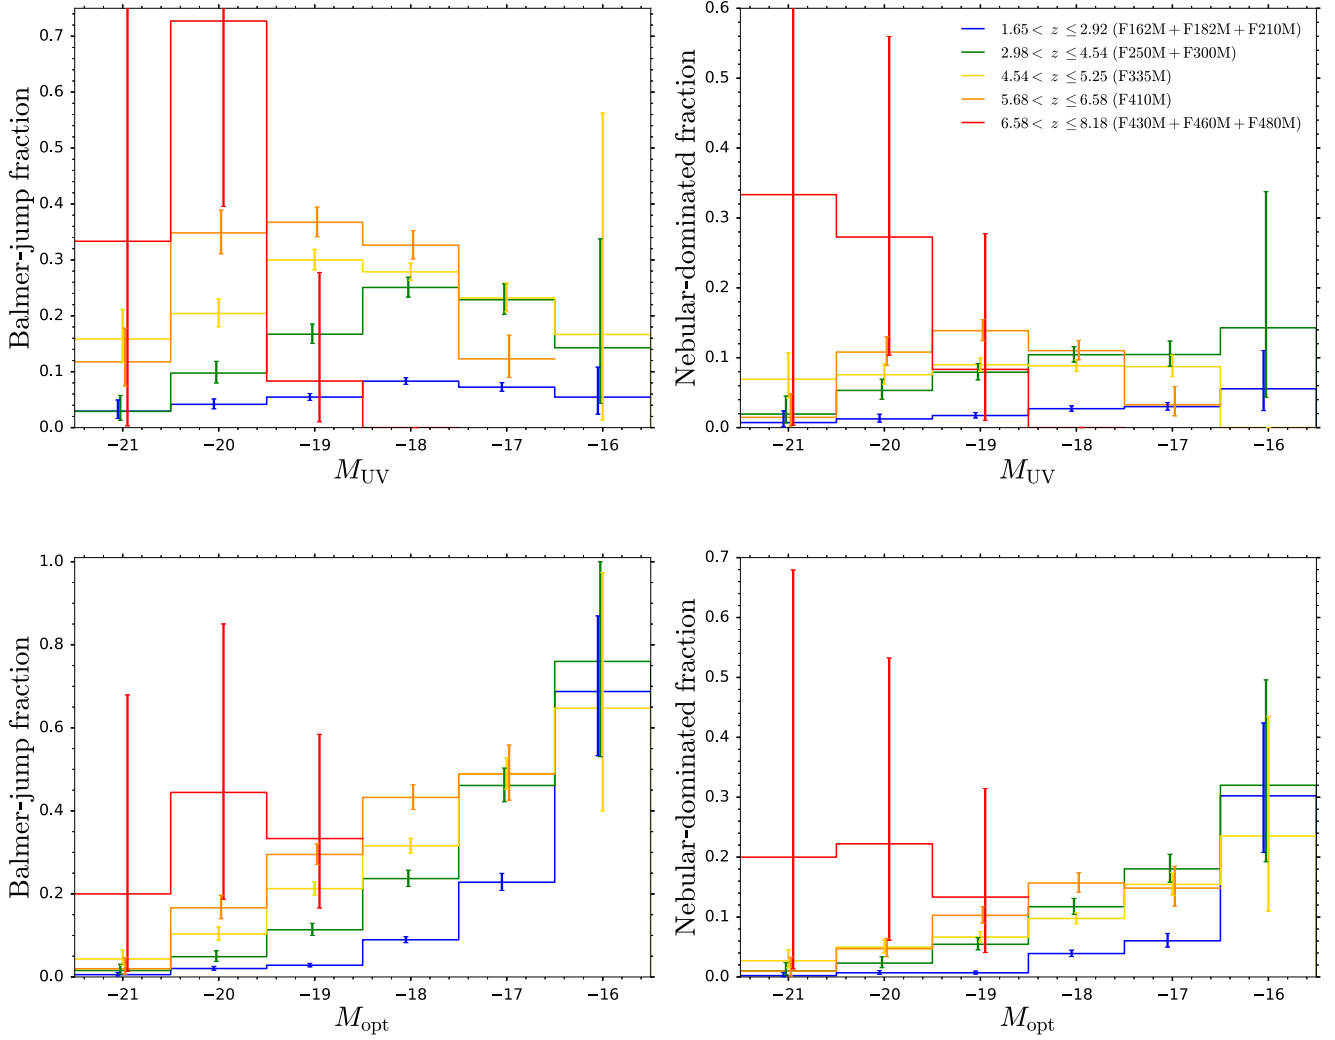 Balmer-jump fraction
0.7
0.6
0.5
0.4
0.3
0.2
0.1
0.0
−21 −20 −19 −18 −17 −16
M_UV
Nebular-dominated fraction
0.6
0.5
0.4
0.3
0.2
0.1
0.0
1.65 < z ≤ 2.92 (F162M + F182M + F210M)
2.98 < z ≤ 4.54 (F250M + F300M)
4.54 < z ≤ 5.25 (F335M)
5.68 < z ≤ 6.58 (F410M)
6.58 < z ≤ 8.18 (F430M + F460M + F480M)
−21 −20 −19 −18 −17 −16
M_UV
Balmer-jump fraction
1.0
0.8
0.6
0.4
0.2
0.0
−21 −20 −19 −18 −17 −16
M_opt
Nebular-dominated fraction
0.7
0.6
0.5
0.4
0.3
0.2
0.1
0.0
−21 −20 −19 −18 −17 −16
M_opt